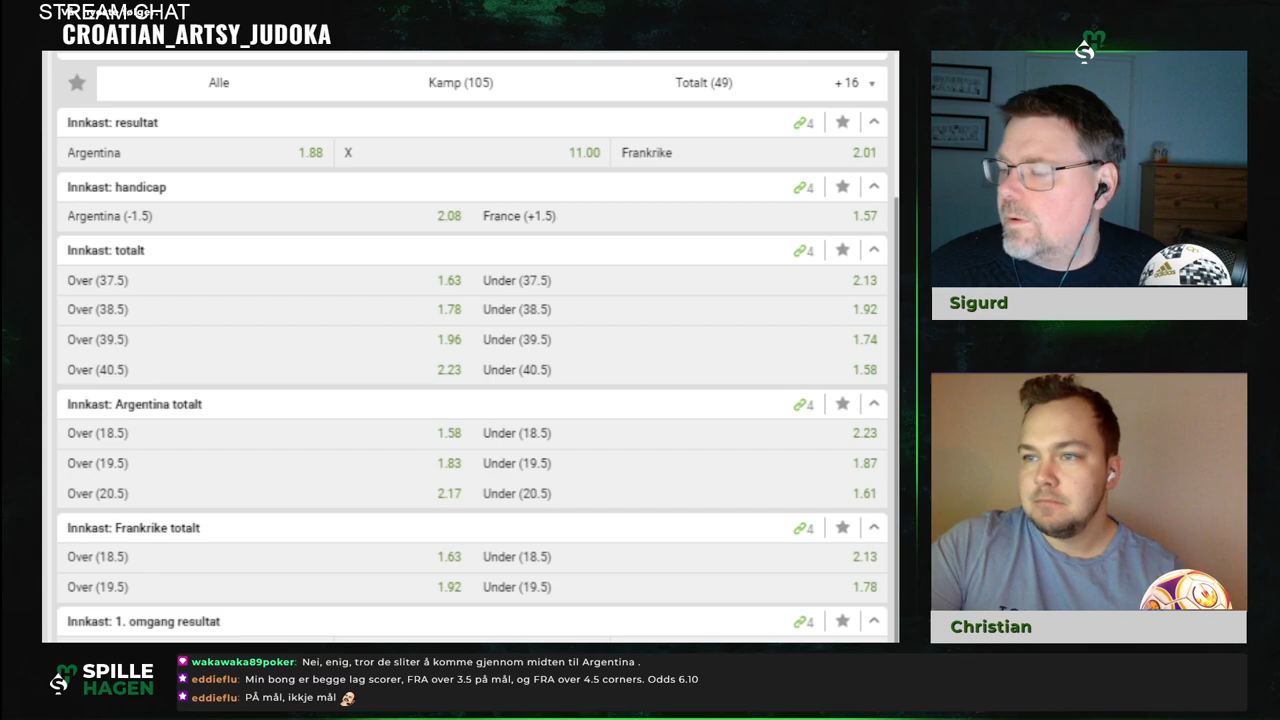 STREAM CHAT
CROATIAN_ARTSY_JUDOKA
Alle Kamp (105) Totalt (49) +16
Innkast: resultat 4
Argentina 1.88 X 11.00 Frankrike 2.01
Innkast: handicap 4
Argentina (-1.5) 2.08 France (+1.5) 1.57
Innkast: totalt 4
Over (37.5) 1.63 Under (37.5) 2.13
Over (38.5) 1.78 Under (38.5) 1.92
Over (39.5) 1.96 Under (39.5) 1.74
Over (40.5) 2.23 Under (40.5) 1.58
Innkast: Argentina totalt 4
Over (18.5) 1.58 Under (18.5) 2.23
Over (19.5) 1.83 Under (19.5) 1.87
Over (20.5) 2.17 Under (20.5) 1.61
Innkast: Frankrike totalt 4
Over (18.5) 1.63 Under (18.5) 2.13
Over (19.5) 1.92 Under (19.5) 1.78
Innkast: 1. omgang resultat 4
Sigurd
Christian
SPILLE
HAGEN
wakawaka89poker: Nei, enig, tror de sliter å komme gjennom midten til Argentina .
eddieflu: Min bong er begge lag scorer, FRA over 3.5 på mål, og FRA over 4.5 corners. Odds 6.10
eddieflu: PÅ mål, ikkje mål